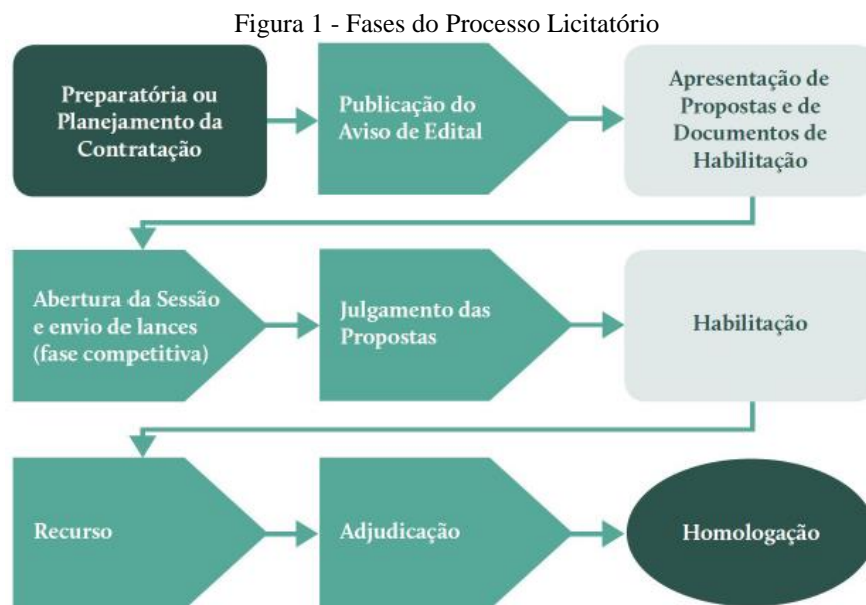 Figura 1 - Fases do Processo Licitatório
Preparatória ou
Planejamento da
Contratação
Publicação do
Aviso de Edital
Apresentação de
Propostas e de
Documentos de
Habilitação
Abertura da Sessão
e envio de lances
(fase competitiva)
Julgamento das
Propostas
Habilitação
Recurso
Adjudicação
Homologação